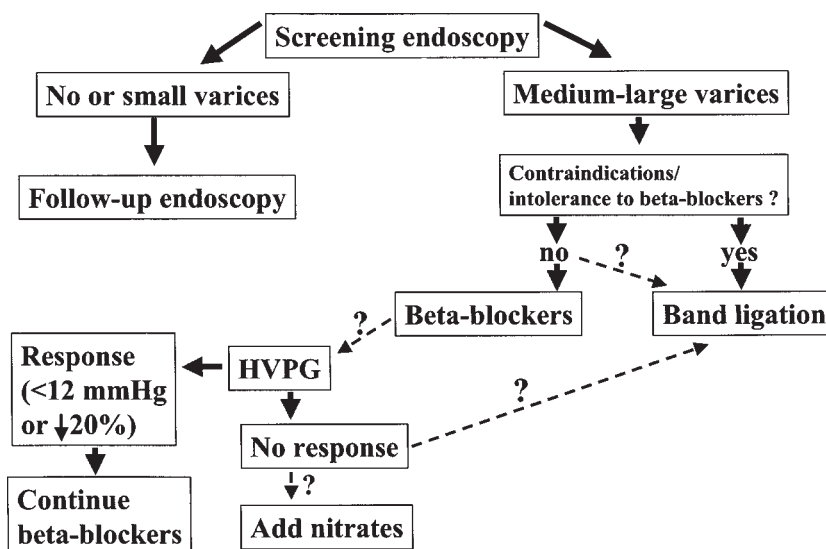 Screening endoscopy
No or small varices
Medium-large varices
Follow-up endoscopy
Contraindications/
intolerance to beta-blockers ?
no
?
yes
Beta-blockers
Band ligation
?
Response
(<12 mmHg
or ↓20%)
HVPG
?
No response
?
Continue
beta-blockers
Add nitrates